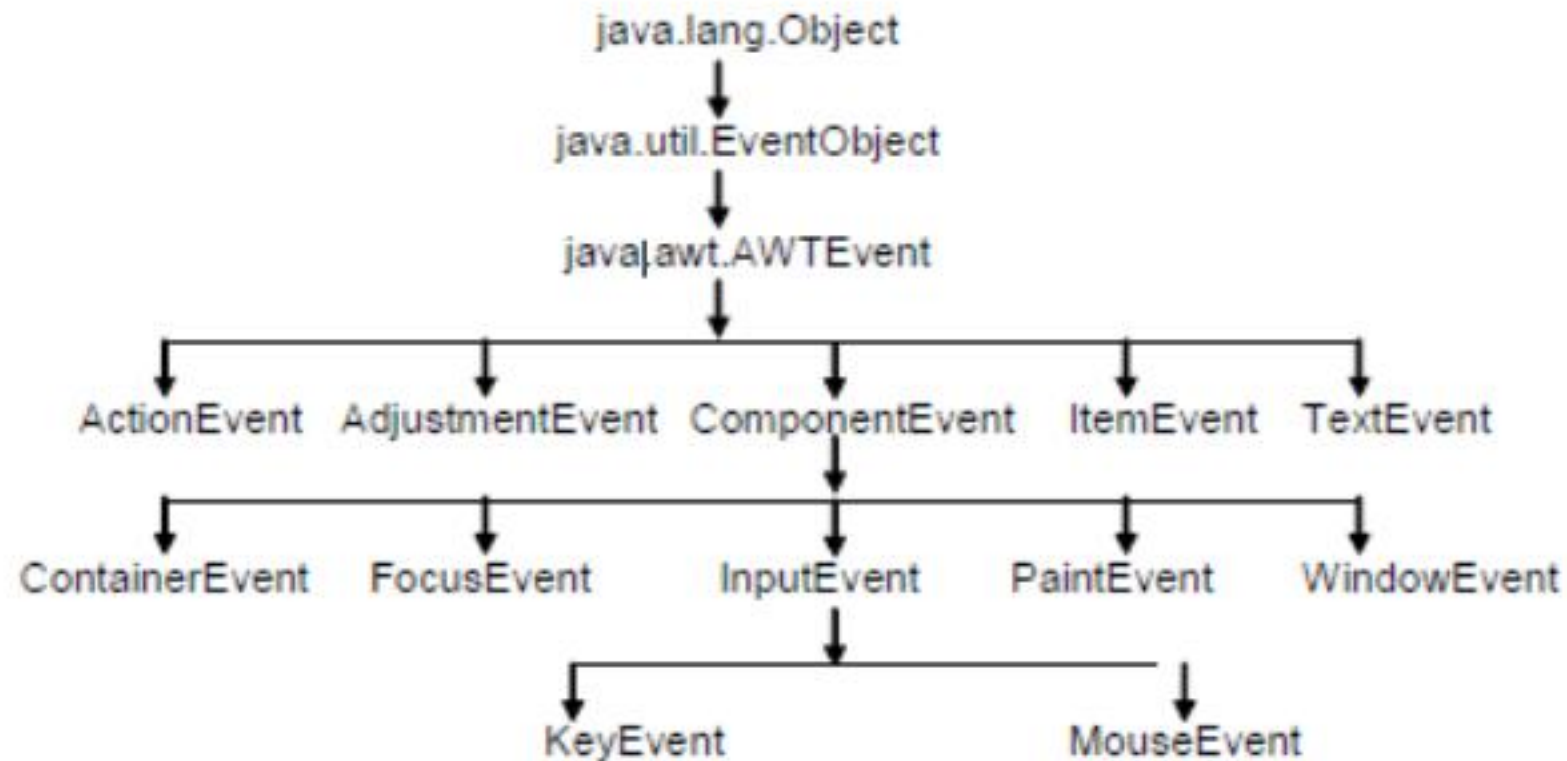 java.lang.Object
java.util.EventObject
java.awt.AWTEvent
ActionEvent AdjustmentEvent ComponentEvent ItemEvent TextEvent
ContainerEvent FocusEvent InputEvent PaintEvent WindowEvent
KeyEvent MouseEvent